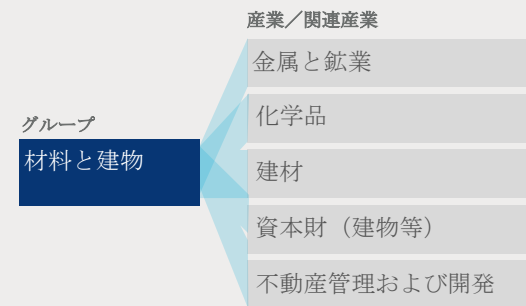 産業／関連産業
金属と鉱業
グループ
化学品
材料と建物
建材
資本財（建物等）
不動産管理および開発